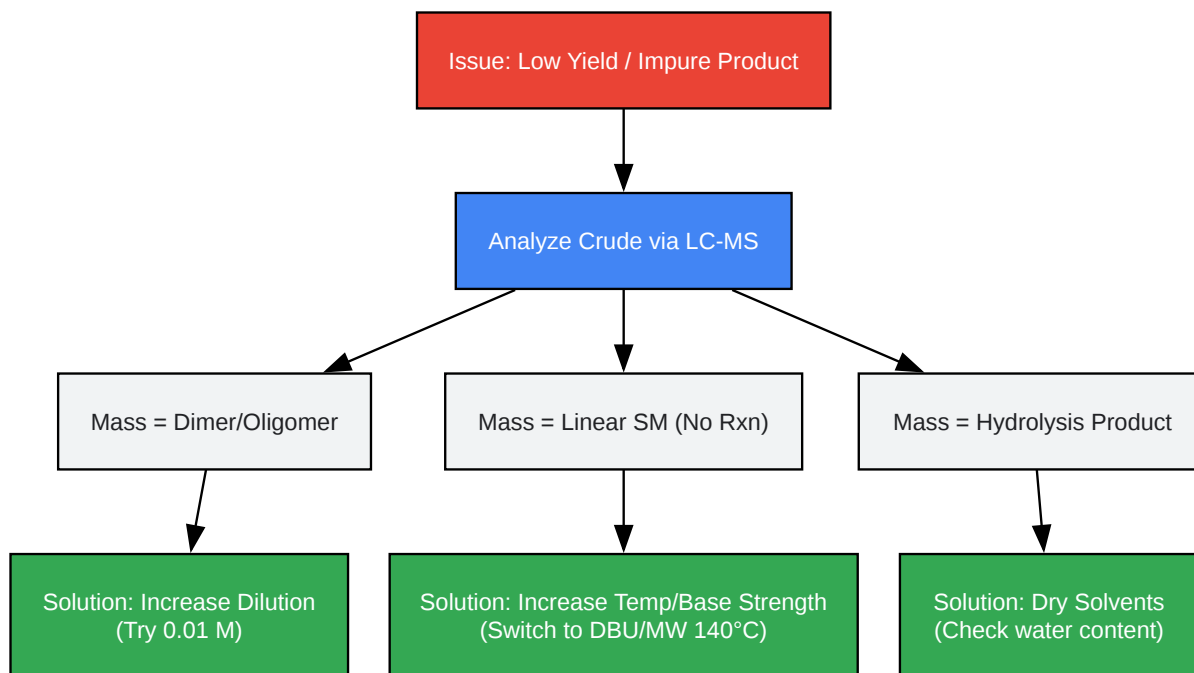 Issue: Low Yield / Impure Product
Analyze Crude via LC-MS
Mass = Dimer/Oligomer
Mass = Linear SM (No Rxn)
Mass = Hydrolysis Product
Solution: Increase Dilution
(Try 0.01 M)
Solution: Increase Temp/Base Strength
(Switch to DBU/MW 140°C)
Solution: Dry Solvents
(Check water content)